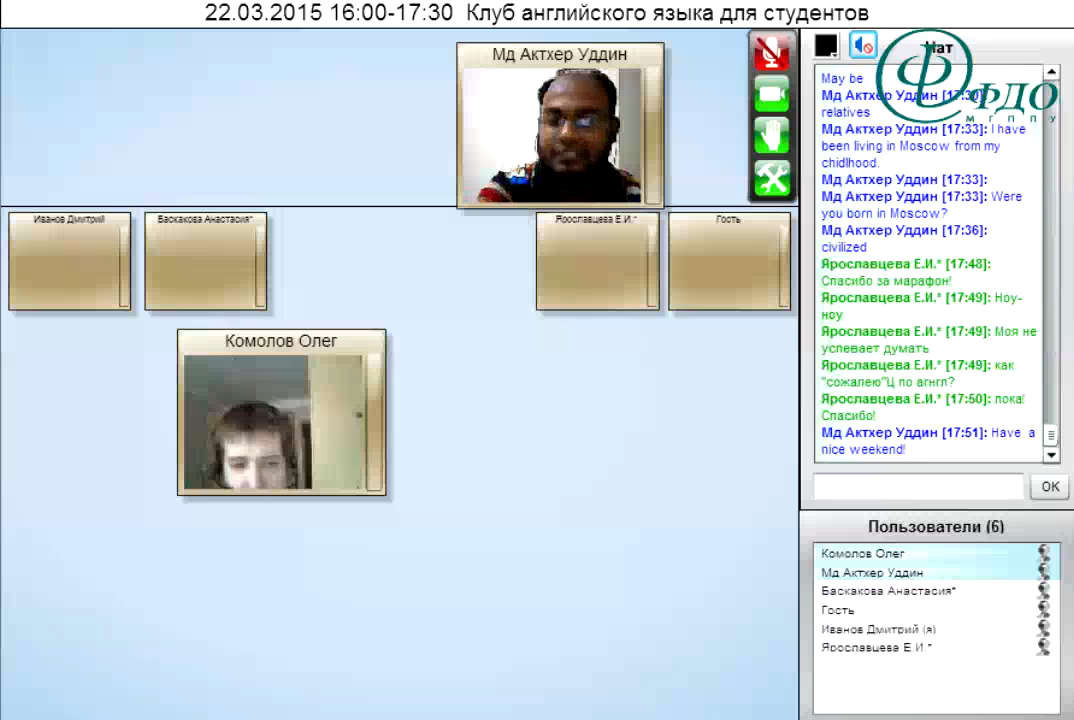 22.03.2015 16:00-17:30 Клуб английского языка для студентов
Мд Актхер Уддин
Иванов Дмитрий
Баскакова Анастасия*
Ярославцева Е.И.*
Гость
Комолов Олег
Чат
ФДО
МГППУ
May be
Мд Актхер Уддин [17:30]:
relatives
Мд Актхер Уддин [17:33]: I have
been living in Moscow from my
chidlhood.
Мд Актхер Уддин [17:33]:
Мд Актхер Уддин [17:33]: Were
you born in Moscow?
Мд Актхер Уддин [17:36]:
civilized
Ярославцева Е.И.* [17:48]:
Спасибо за марафон!
Ярославцева Е.И.* [17:49]: Ноу-
ноу
Ярославцева Е.И.* [17:49]: Моя не
успевает думать
Ярославцева Е.И.* [17:49]: как
"сожалею"Ц по агнгл?
Ярославцева Е.И.* [17:50]: пока!
Спасибо!
Мд Актхер Уддин [17:51]: Have a
nice weekend!
OK
Пользователи (6)
Комолов Олег
Мд Актхер Уддин
Баскакова Анастасия*
Гость
Иванов Дмитрий (я)
Ярославцева Е.И.*